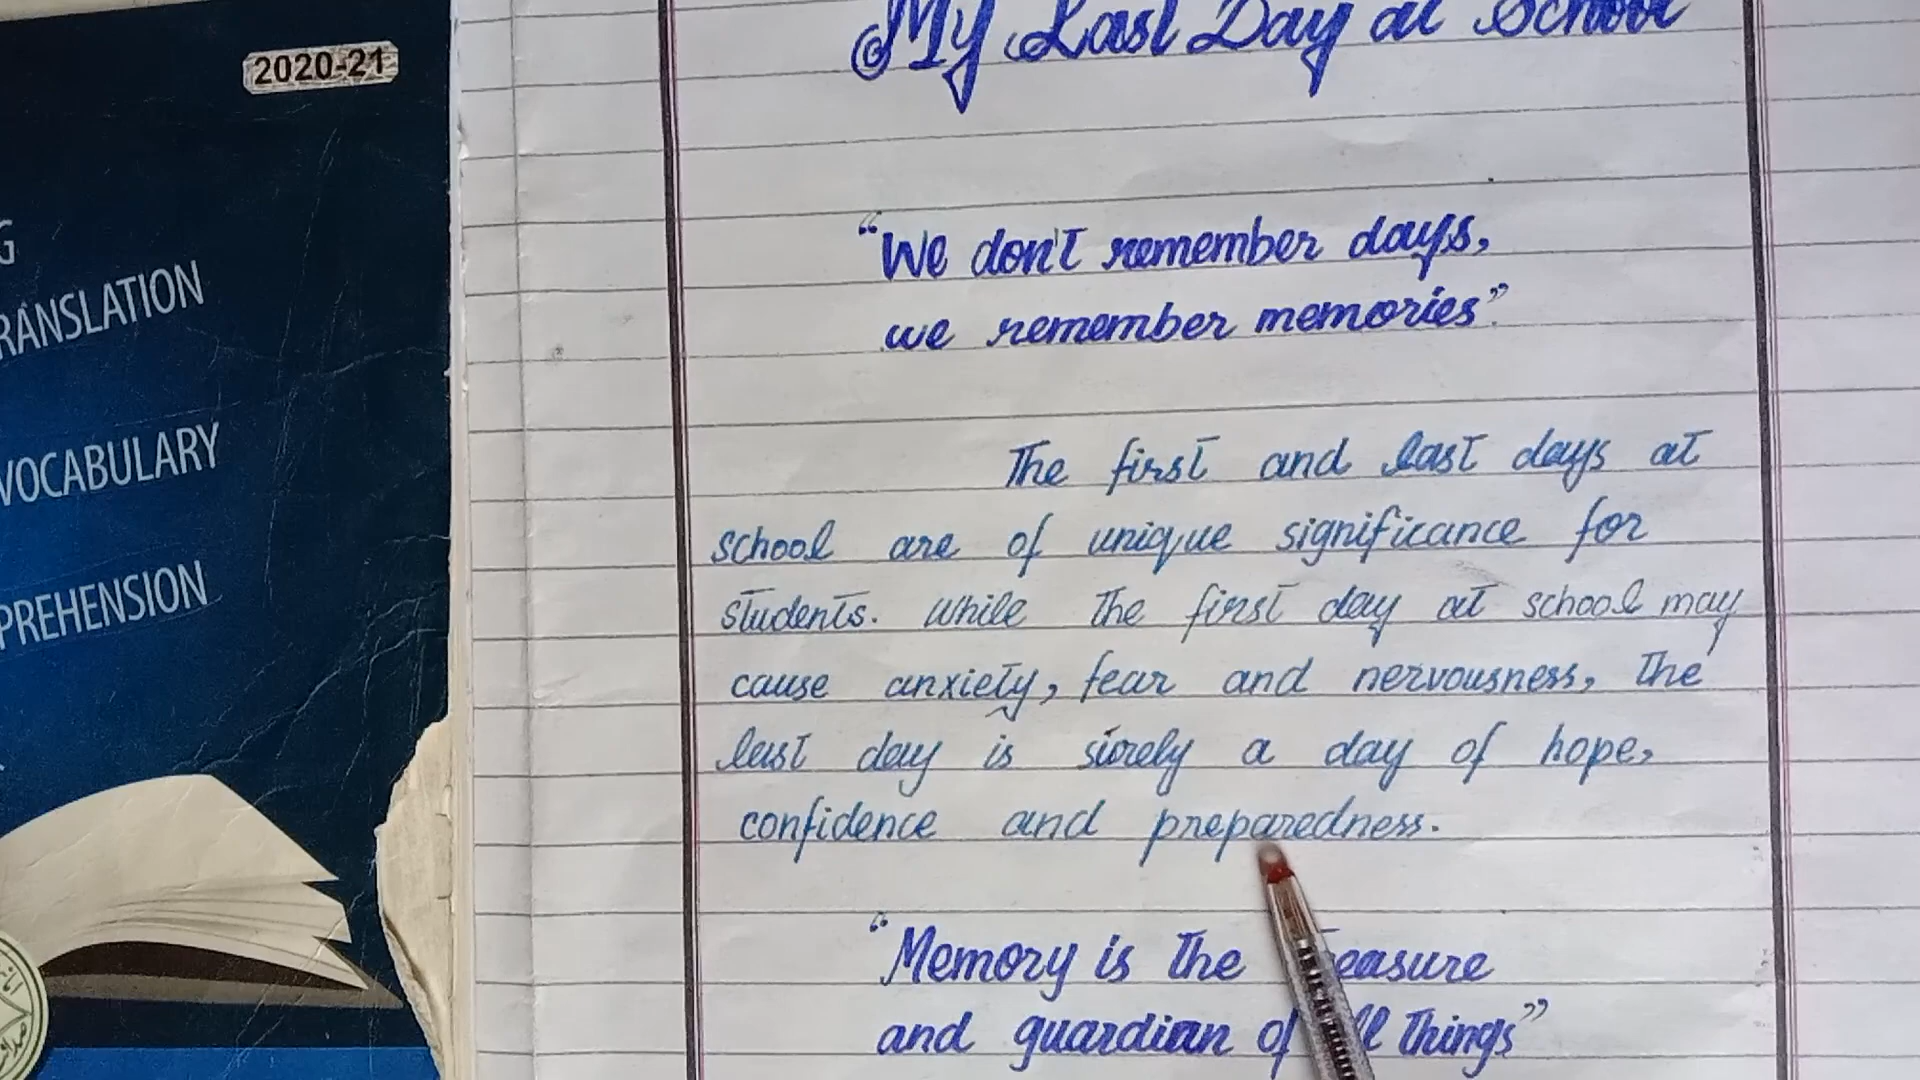 2020-21
TRANSLATION
VOCABULARY
PREHENSION
My Last Day at School
"We don't remember days,
we remember memories".
The first and last days at
school are of unique significance for
students. While the first day at school may
cause anxiety, fear and nervousness, the
last day is surely a day of hope,
confidence and preparedness.
"Memory is the easure
and guardian of ll things"